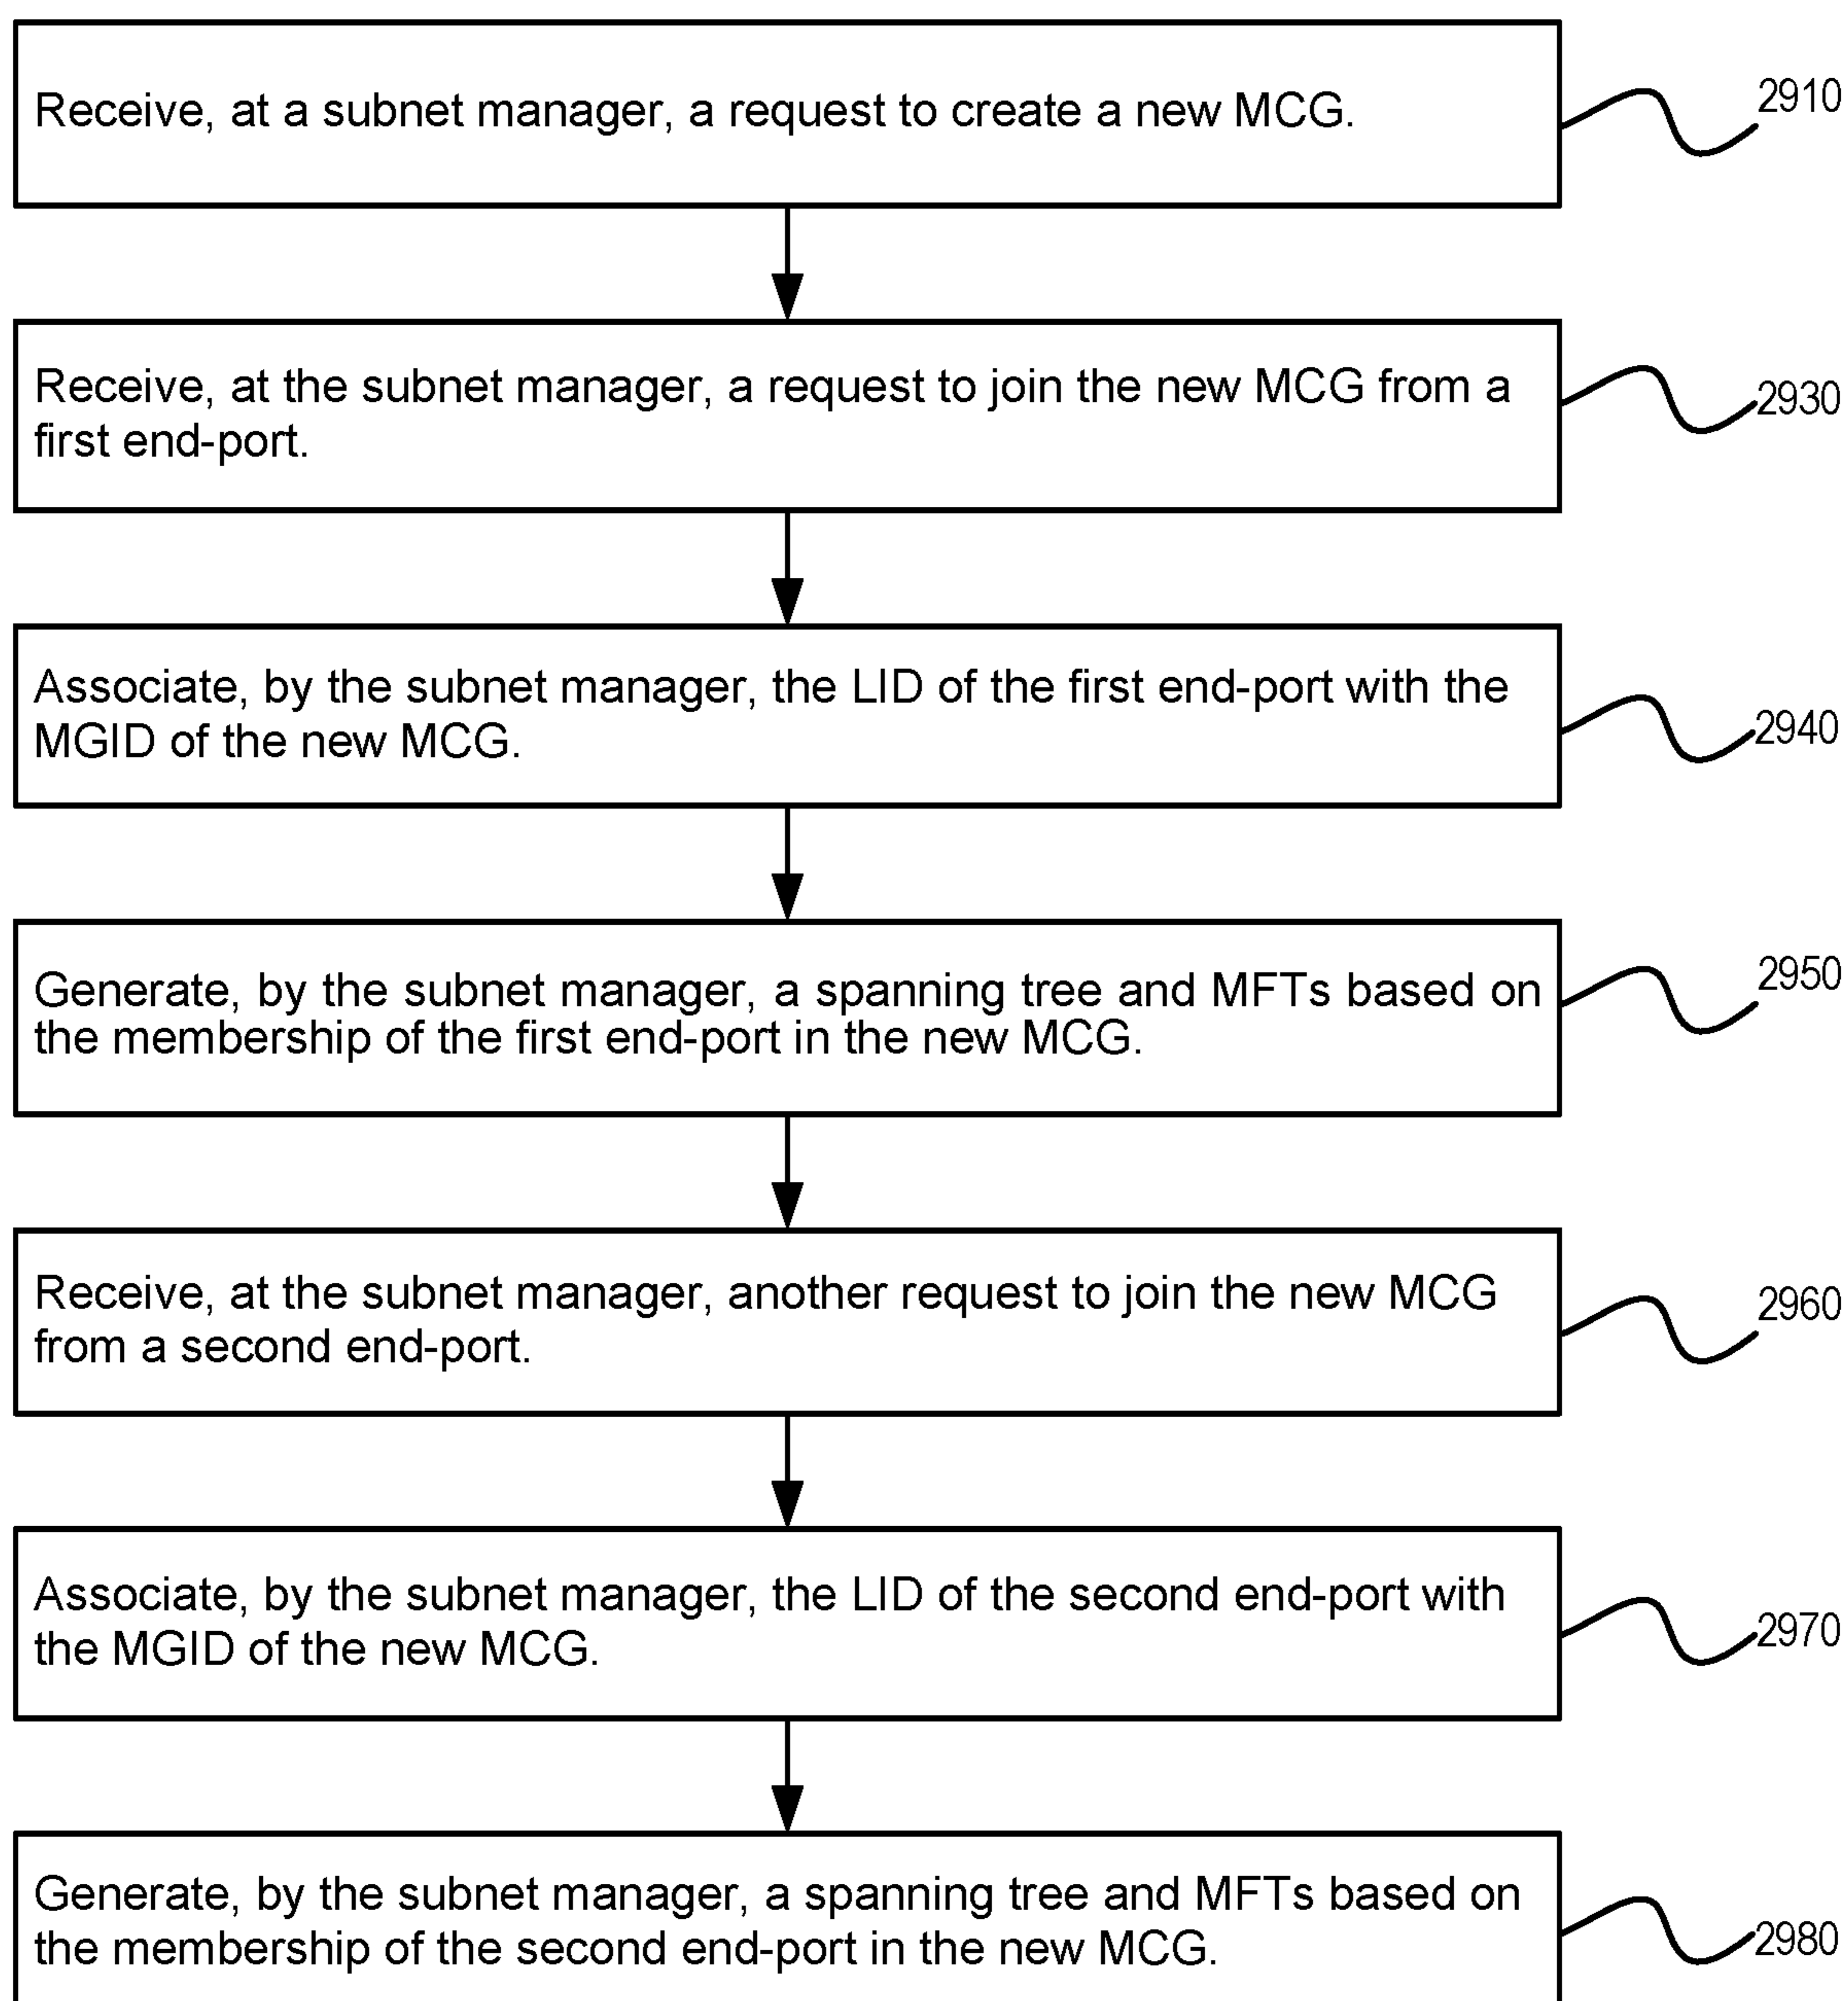 Receive, at a subnet manager, a request to create a new MCG.
2910
Receive, at the subnet manager, a request to join the new MCG from a
first end-port.
2930
Associate, by the subnet manager, the LID of the first end-port with the
MGID of the new MCG.
2940
Generate, by the subnet manager, a spanning tree and MFTs based on
the membership of the first end-port in the new MCG.
2950
Receive, at the subnet manager, another request to join the new MCG
from a second end-port.
2960
Associate, by the subnet manager, the LID of the second end-port with
the MGID of the new MCG.
2970
Generate, by the subnet manager, a spanning tree and MFTs based on
the membership of the second end-port in the new MCG.
2980